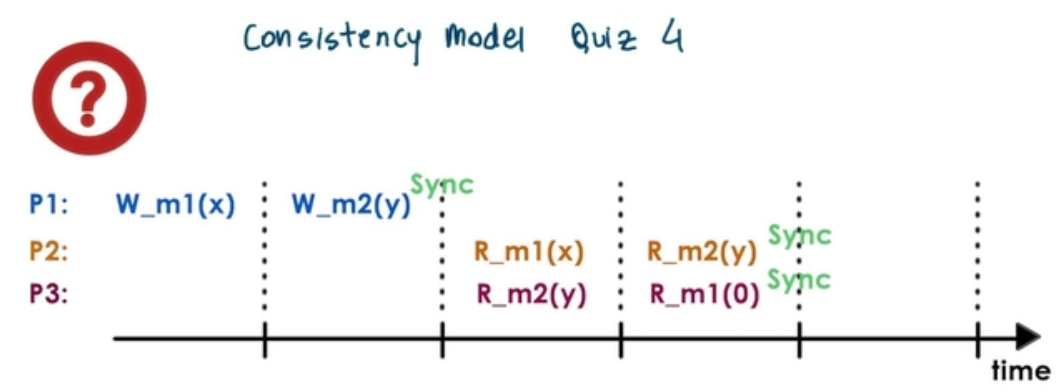 Consistency Model Quiz 4
?
P1: W_m1(x) W_m2(y) Sync
P2: R_m1(x) R_m2(y) Sync
P3: R_m2(y) R_m1(0) Sync
time